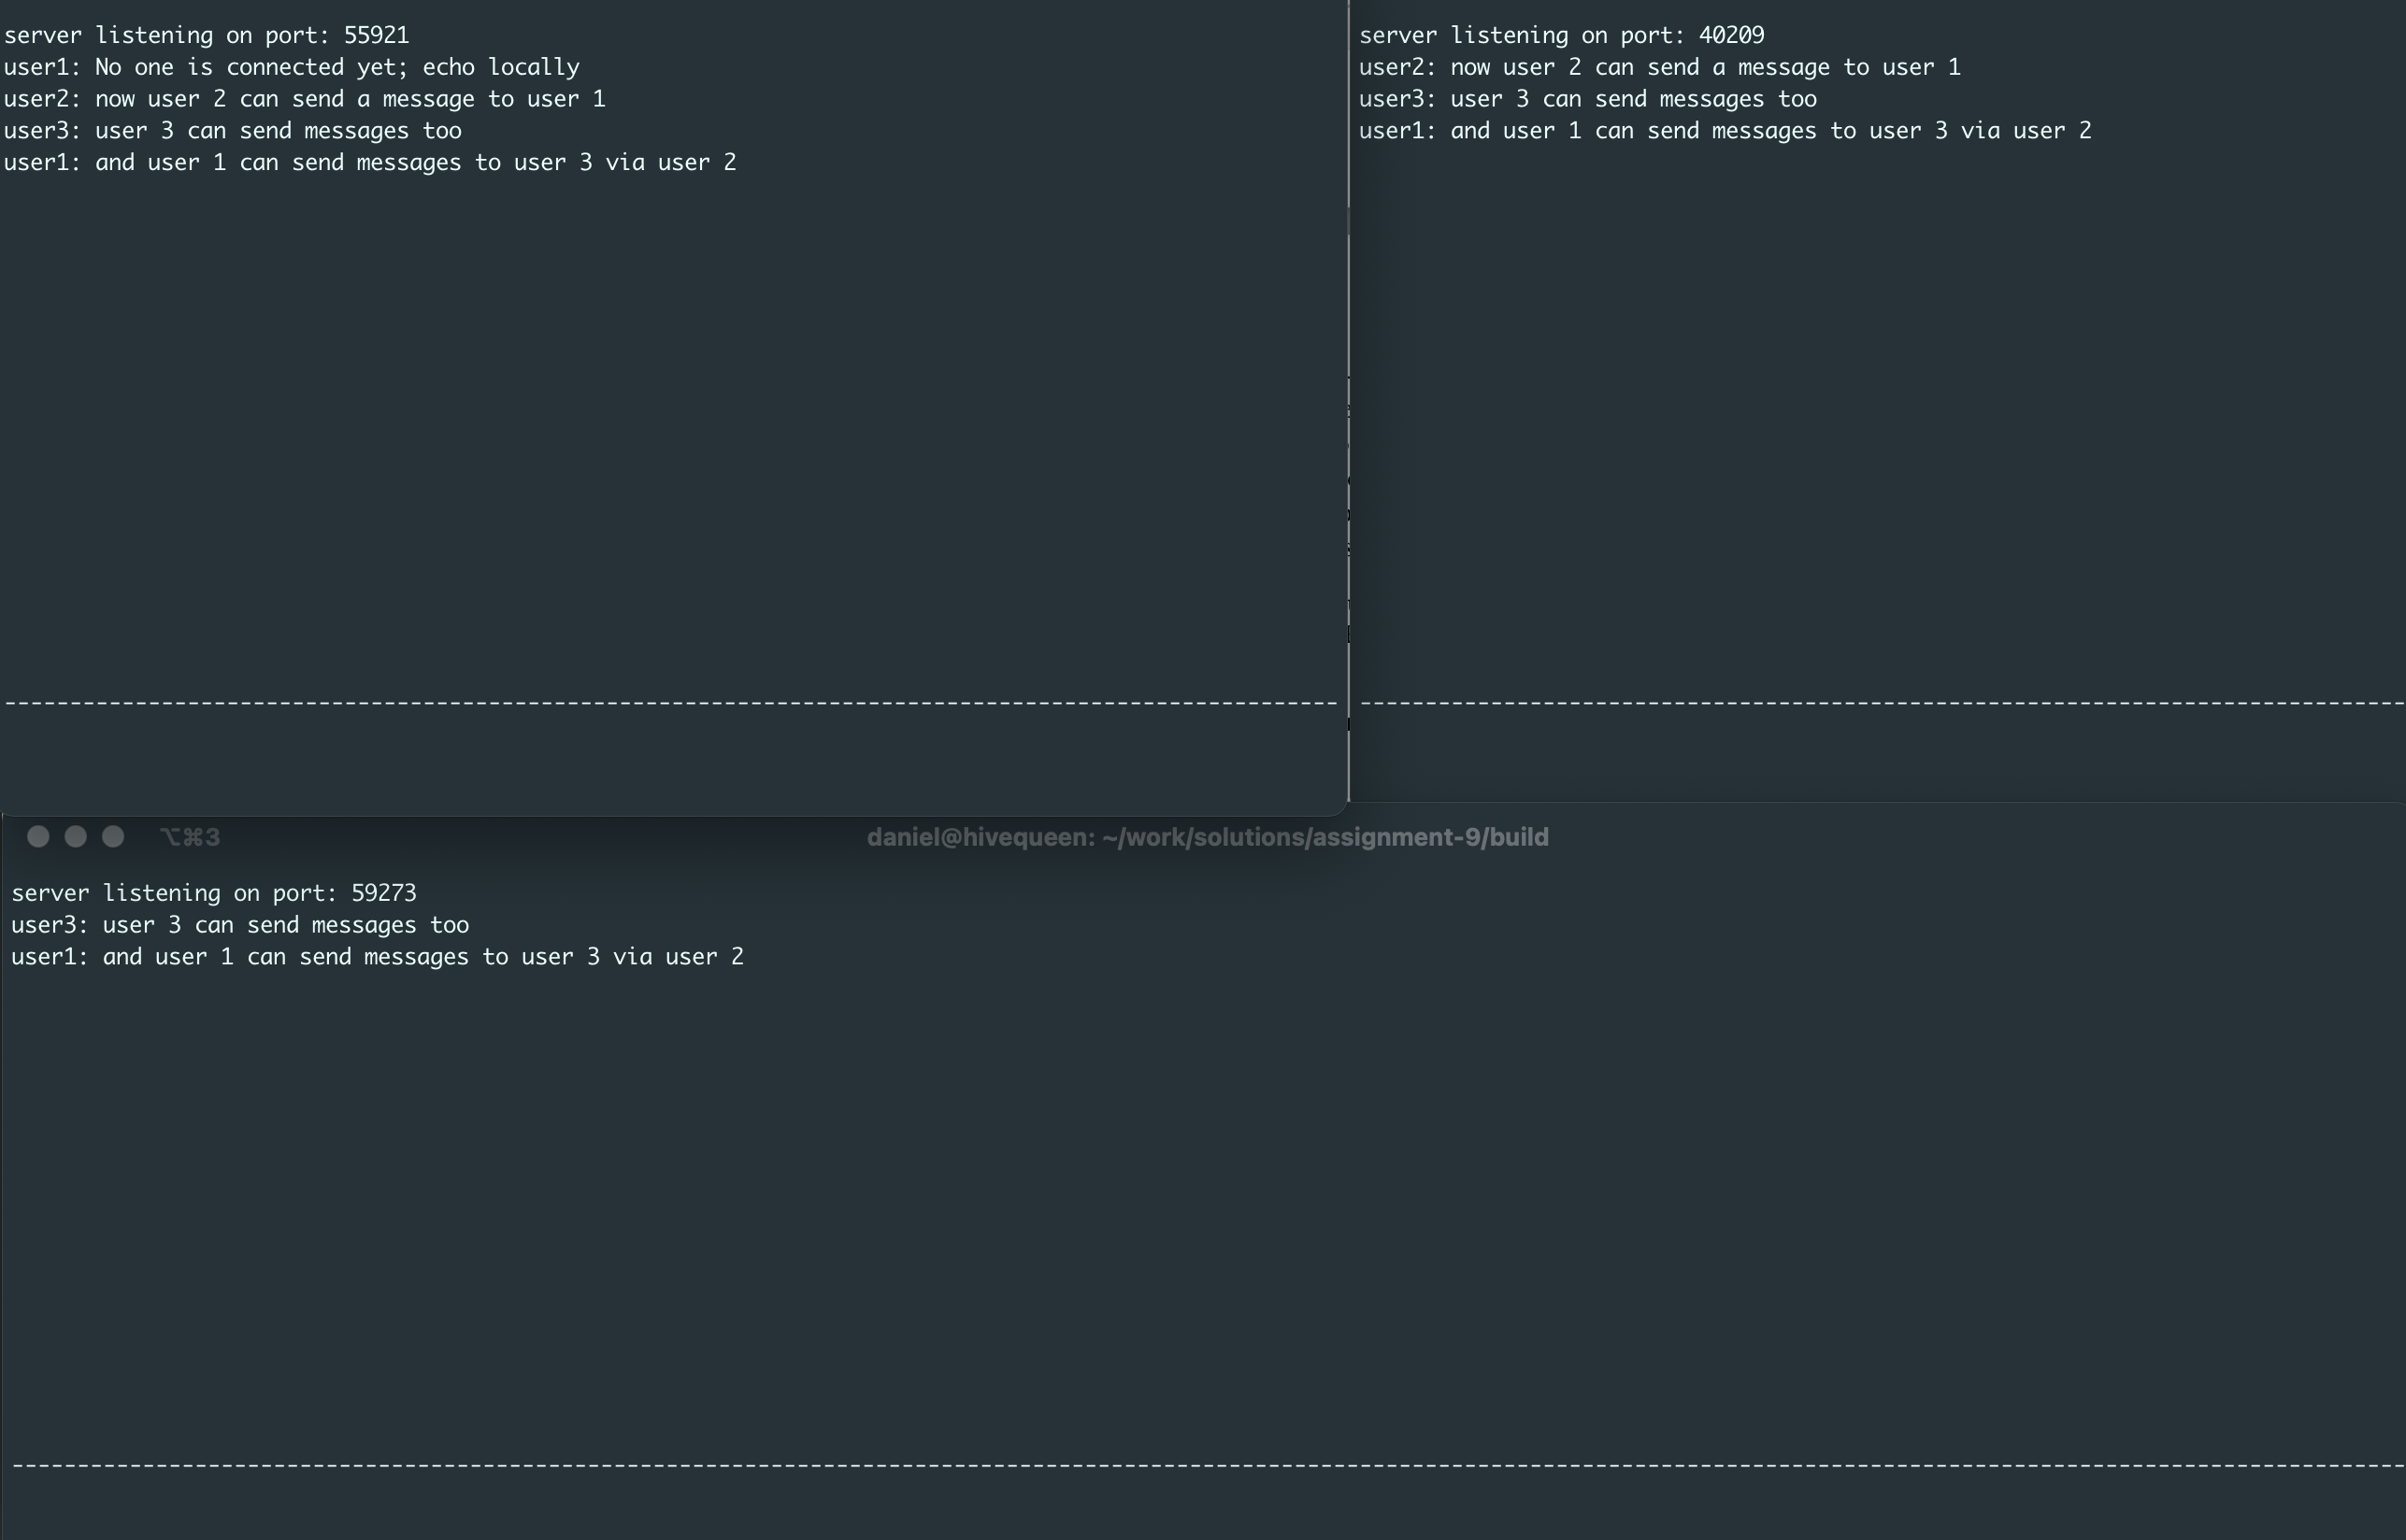 server listening on port: 55921
user1: No one is connected yet; echo locally
user2: now user 2 can send a message to user 1
user3: user 3 can send messages too
user1: and user 1 can send messages to user 3 via user 2
--------------------------------------------------------------------------------------------------------
server listening on port: 40209
user2: now user 2 can send a message to user 1
user3: user 3 can send messages too
user1: and user 1 can send messages to user 3 via user 2
--------------------------------------------------------------------------------
⌥⌘3 daniel@hivequeen: ~/work/solutions/assignment-9/build
server listening on port: 59273
user3: user 3 can send messages too
user1: and user 1 can send messages to user 3 via user 2
--------------------------------------------------------------------------------------------------------